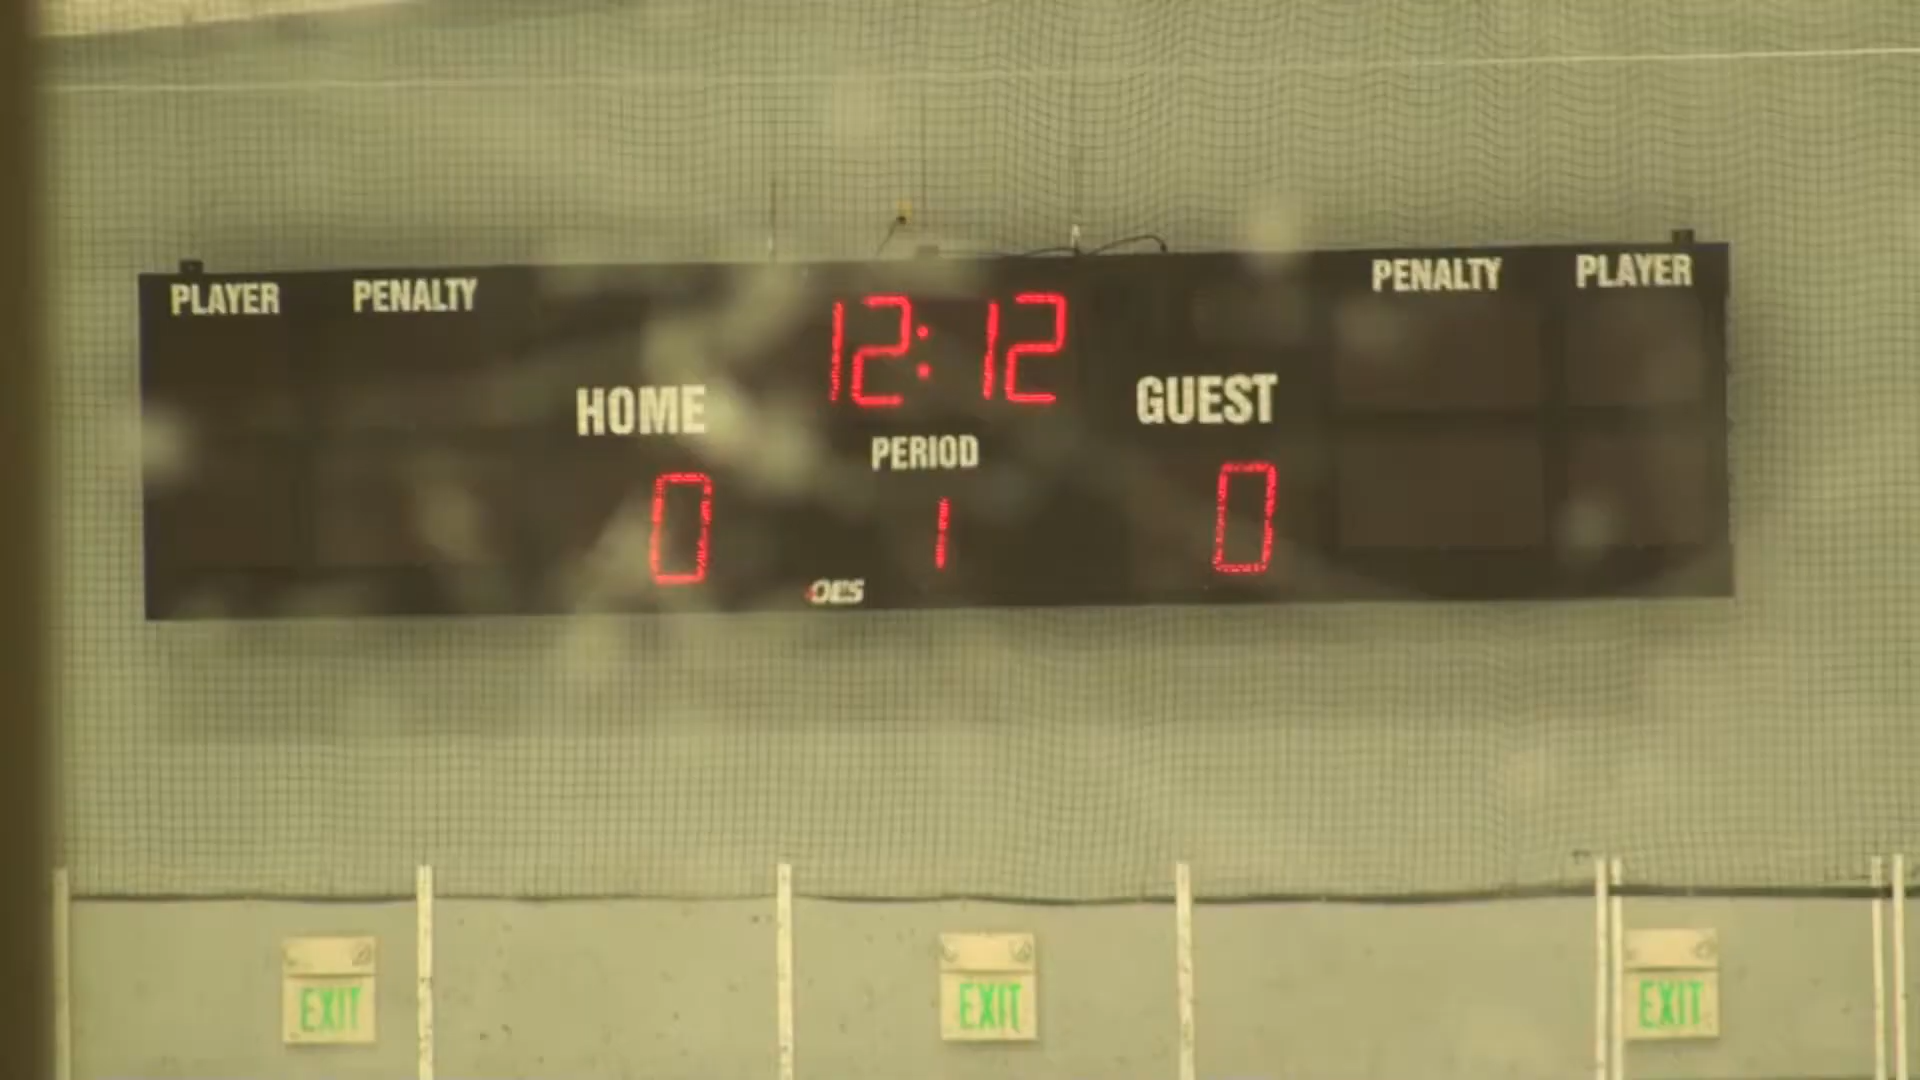 PLAYER PENALTY 12:12 PENALTY PLAYER
HOME GUEST
PERIOD
0 1 0
OES
EXIT EXIT EXIT